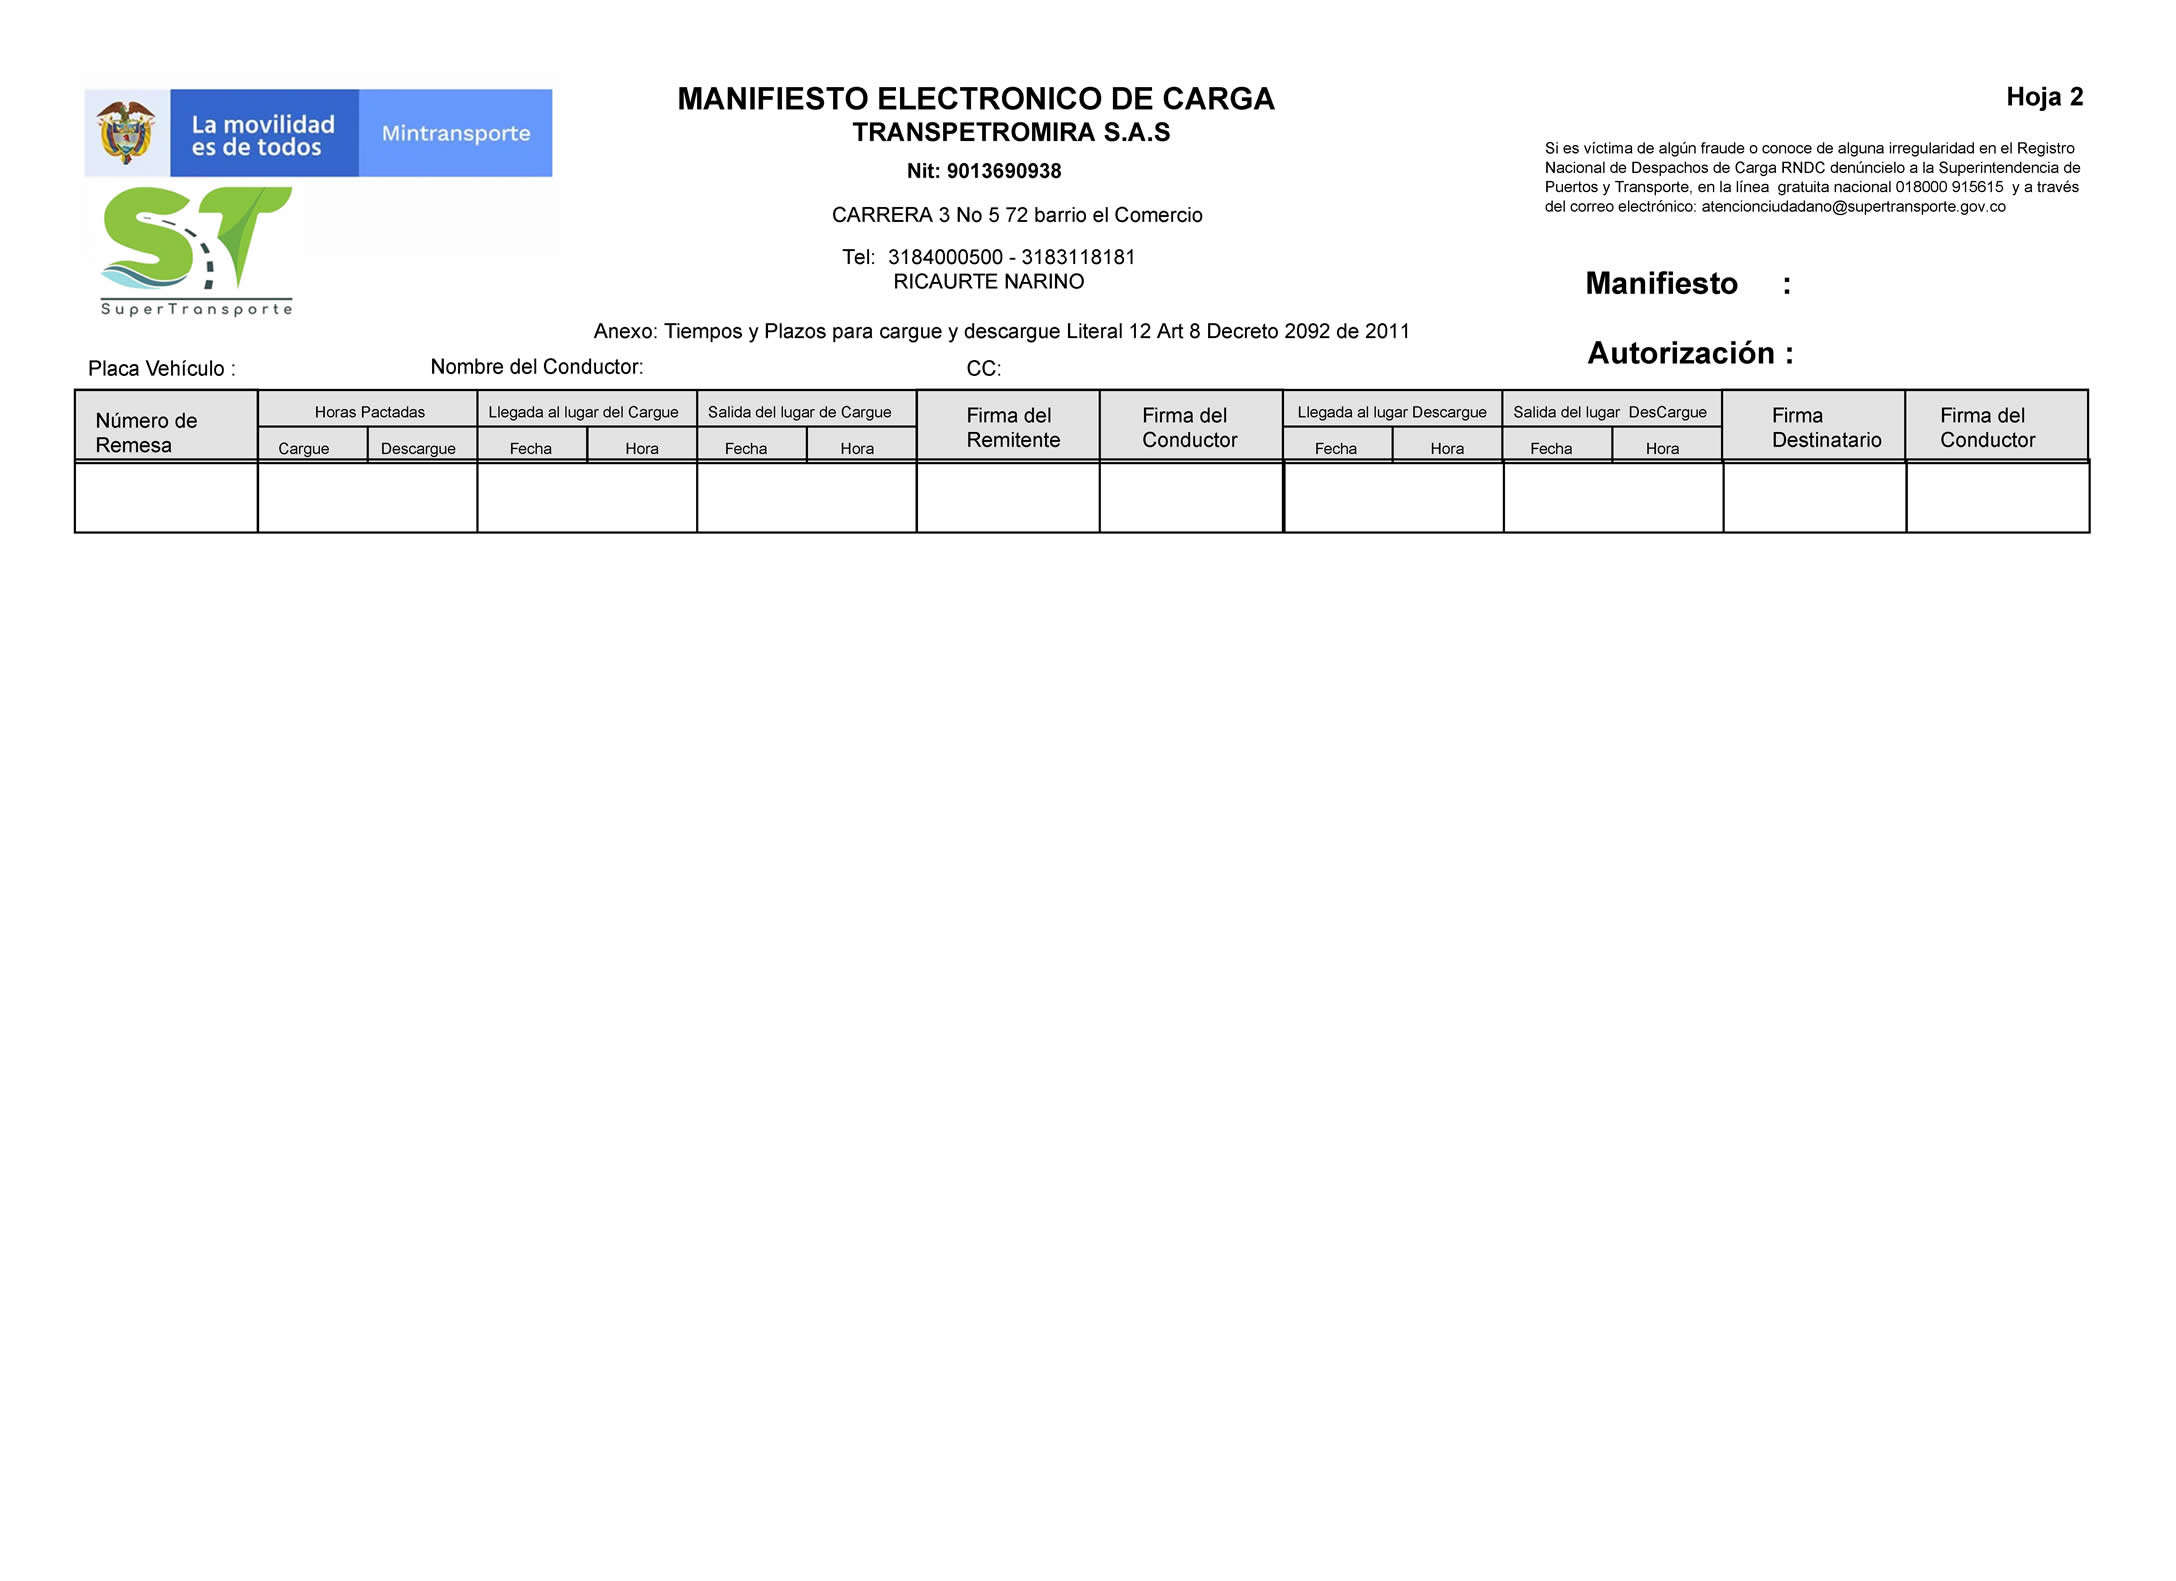 La movilidad
es de todos
Mintransporte
SuperTransporte
MANIFIESTO ELECTRONICO DE CARGA
TRANSPETROMIRA S.A.S
Nit: 9013690938
CARRERA 3 No 5 72 barrio el Comercio
Tel:  3184000500 - 3183118181
RICAURTE NARINO
Anexo: Tiempos y Plazos para cargue y descargue Literal 12 Art 8 Decreto 2092 de 2011
Hoja 2
Si es víctima de algún fraude o conoce de alguna irregularidad en el Registro
Nacional de Despachos de Carga RNDC denúncielo a la Superintendencia de
Puertos y Transporte, en la línea  gratuita nacional 018000 915615  y a través
del correo electrónico: atencionciudadano@supertransporte.gov.co
Manifiesto :
Autorización :
Placa Vehículo :
Nombre del Conductor:
CC:
Número de
Remesa
Horas Pactadas
Cargue
Descargue
Llegada al lugar del Cargue
Fecha
Hora
Salida del lugar de Cargue
Fecha
Hora
Firma del
Remitente
Firma del
Conductor
Llegada al lugar Descargue
Fecha
Hora
Salida del lugar  DesCargue
Fecha
Hora
Firma
Destinatario
Firma del
Conductor